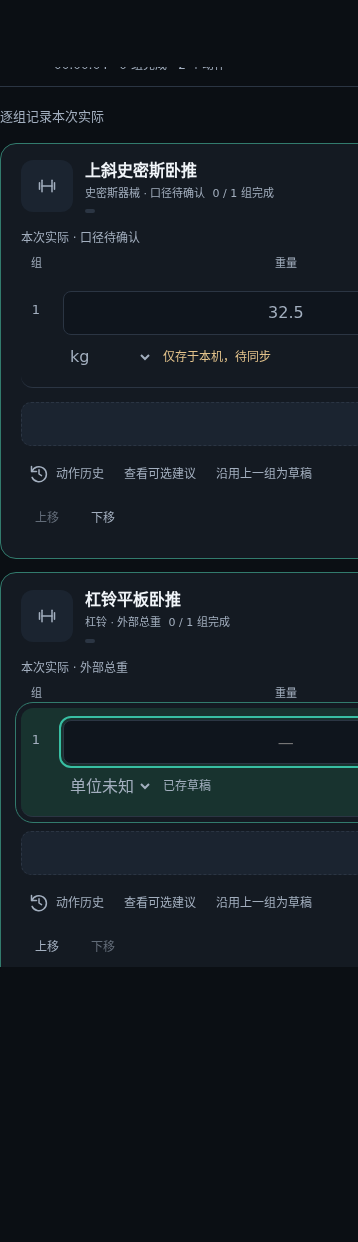 逐组记录本次实际
上斜史密斯卧推
史密斯器械 · 口径待确认 0 / 1 组完成
本次实际 · 口径待确认
组 重量
1 32.5
kg 仅存于本机，待同步
动作历史 查看可选建议 沿用上一组为草稿
上移 下移
杠铃平板卧推
杠铃 · 外部总重 0 / 1 组完成
本次实际 · 外部总重
组 重量
1 —
单位未知 已存草稿
动作历史 查看可选建议 沿用上一组为草稿
上移 下移